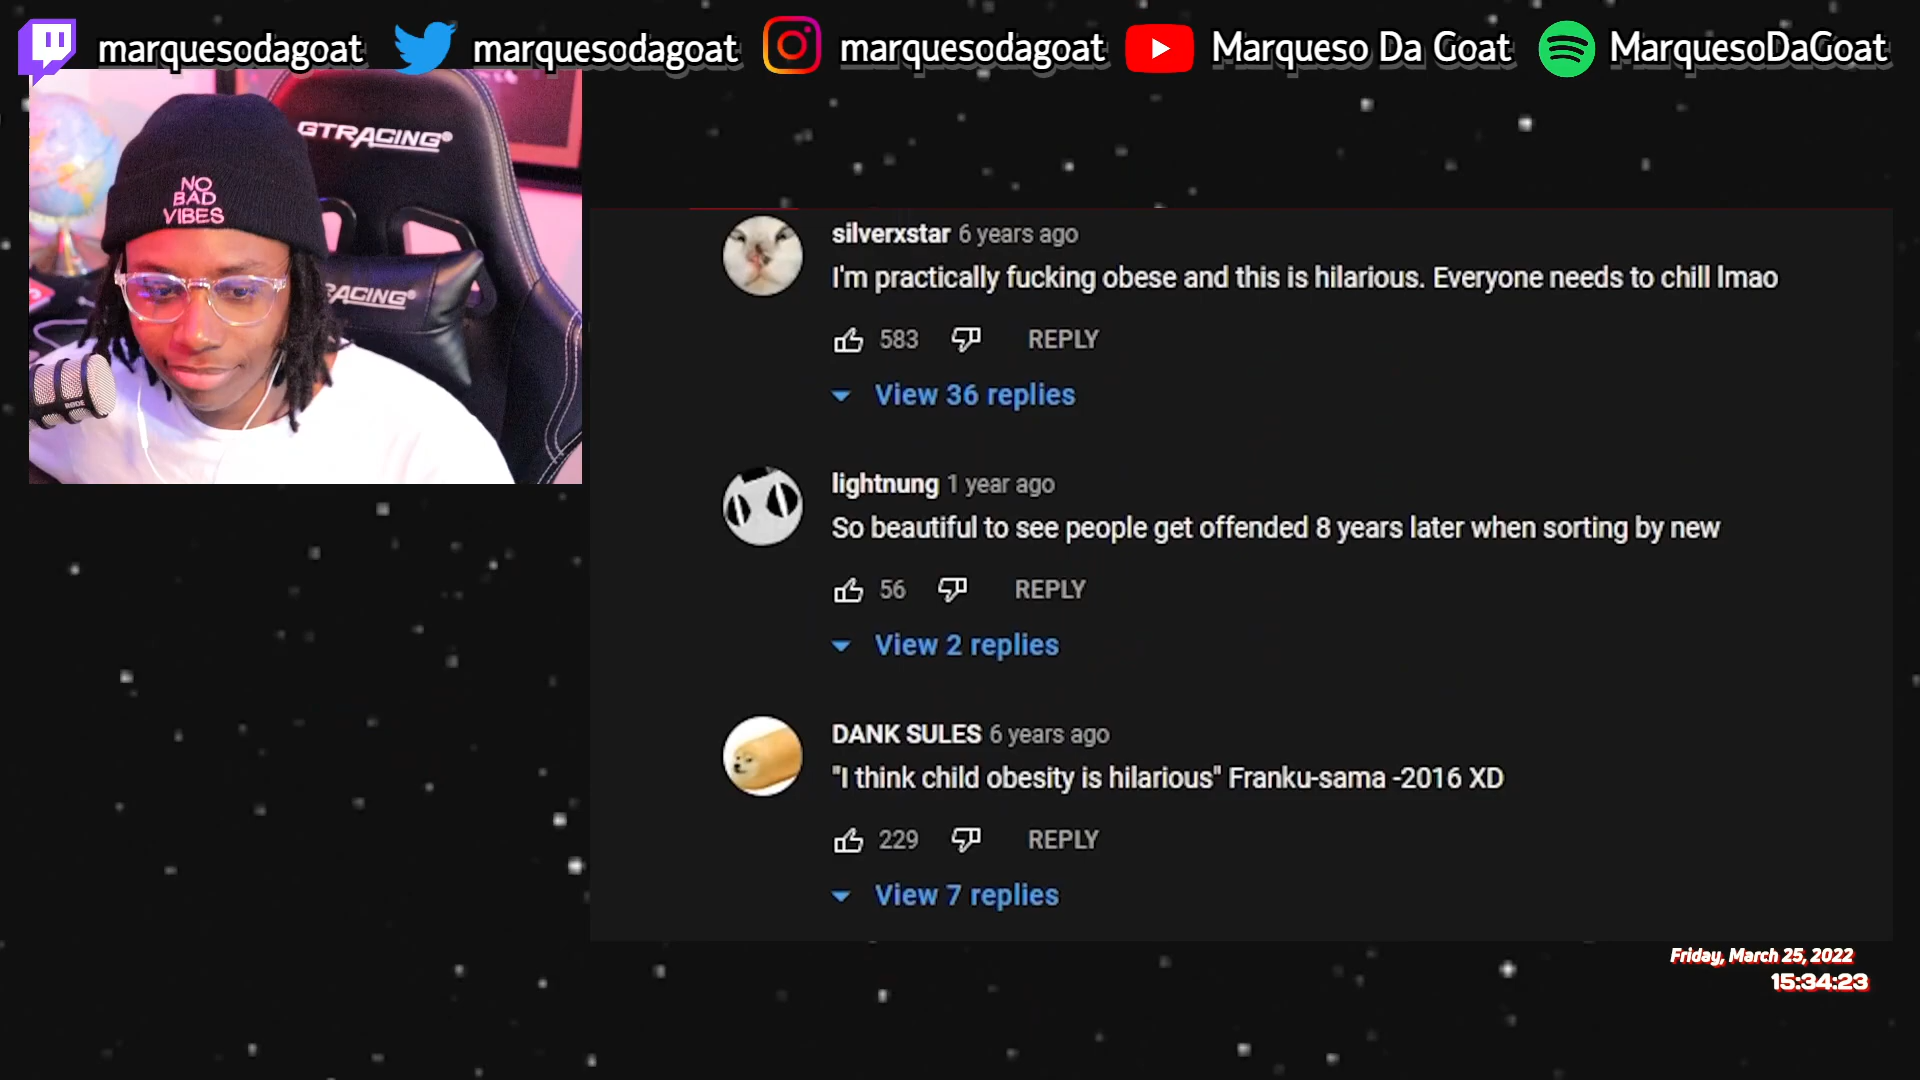 marquesodagoat marquesodagoat marquesodagoat Marqueso Da Goat MarquesoDaGoat
GTRACING®
NO
BAD
VIBES
RACING®
RØDE
silverxstar 6 years ago
I'm practically fucking obese and this is hilarious. Everyone needs to chill lmao
583 REPLY
View 36 replies
lightnung 1 year ago
So beautiful to see people get offended 8 years later when sorting by new
56 REPLY
View 2 replies
DANK SULES 6 years ago
"I think child obesity is hilarious" Franku-sama -2016 XD
229 REPLY
View 7 replies
Friday, March 25, 2022
15:34:23